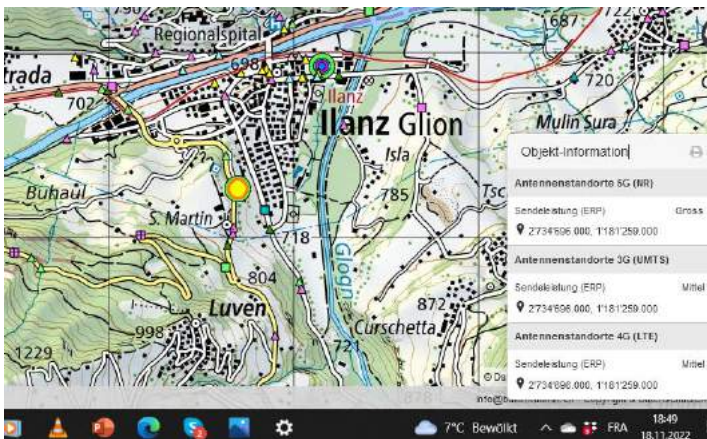 Regionalspital
698
687
722
trada
702
720
Ilanz
Ilanz Glion
Mulin Sura
Isla
Buhaul
785
S. Martin
718
Glogn
804
Luven
872
998
Curschetta
721
1229
Objekt-Information
Antennenstandorte 5G (NR)
Sendeleistung (ERP) Gross
2'734'696.000, 1'181'259.000
Antennenstandorte 3G (UMTS)
Sendeleistung (ERP) Mittel
2'734'696.000, 1'181'259.000
Antennenstandorte 4G (LTE)
Sendeleistung (ERP) Mittel
2'734'696.000, 1'181'259.000
7°C Bewölkt
FRA
18:49
18.11.2022